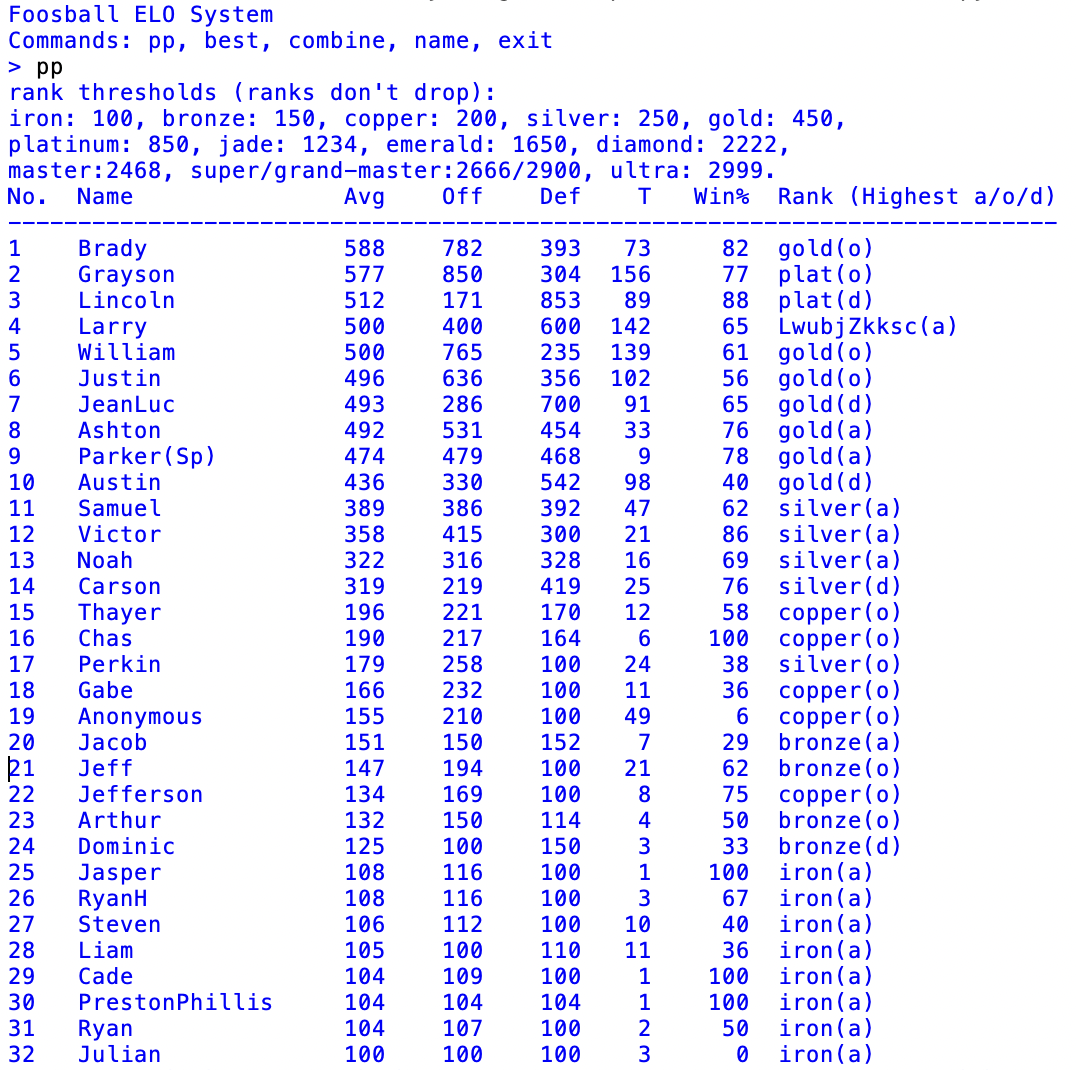 Foosball ELO System
Commands: pp, best, combine, name, exit
> pp
rank thresholds (ranks don't drop):
iron: 100, bronze: 150, copper: 200, silver: 250, gold: 450,
platinum: 850, jade: 1234, emerald: 1650, diamond: 2222,
master:2468, super/grand-master:2666/2900, ultra: 2999.
No. Name Avg Off Def T Win% Rank (Highest a/o/d)
---------------------------------------------------------------------------
1 Brady 588 782 393 73 82 gold(o)
2 Grayson 577 850 304 156 77 plat(o)
3 Lincoln 512 171 853 89 88 plat(d)
4 Larry 500 400 600 142 65 LwubjZkksc(a)
5 William 500 765 235 139 61 gold(o)
6 Justin 496 636 356 102 56 gold(o)
7 JeanLuc 493 286 700 91 65 gold(d)
8 Ashton 492 531 454 33 76 gold(a)
9 Parker(Sp) 474 479 468 9 78 gold(a)
10 Austin 436 330 542 98 40 gold(d)
11 Samuel 389 386 392 47 62 silver(a)
12 Victor 358 415 300 21 86 silver(a)
13 Noah 322 316 328 16 69 silver(a)
14 Carson 319 219 419 25 76 silver(d)
15 Thayer 196 221 170 12 58 copper(o)
16 Chas 190 217 164 6 100 copper(o)
17 Perkin 179 258 100 24 38 silver(o)
18 Gabe 166 232 100 11 36 copper(o)
19 Anonymous 155 210 100 49 6 copper(o)
20 Jacob 151 150 152 7 29 bronze(a)
21 Jeff 147 194 100 21 62 bronze(o)
22 Jefferson 134 169 100 8 75 copper(o)
23 Arthur 132 150 114 4 50 bronze(o)
24 Dominic 125 100 150 3 33 bronze(d)
25 Jasper 108 116 100 1 100 iron(a)
26 RyanH 108 116 100 3 67 iron(a)
27 Steven 106 112 100 10 40 iron(a)
28 Liam 105 100 110 11 36 iron(a)
29 Cade 104 109 100 1 100 iron(a)
30 PrestonPhillis 104 104 104 1 100 iron(a)
31 Ryan 104 107 100 2 50 iron(a)
32 Julian 100 100 100 3 0 iron(a)